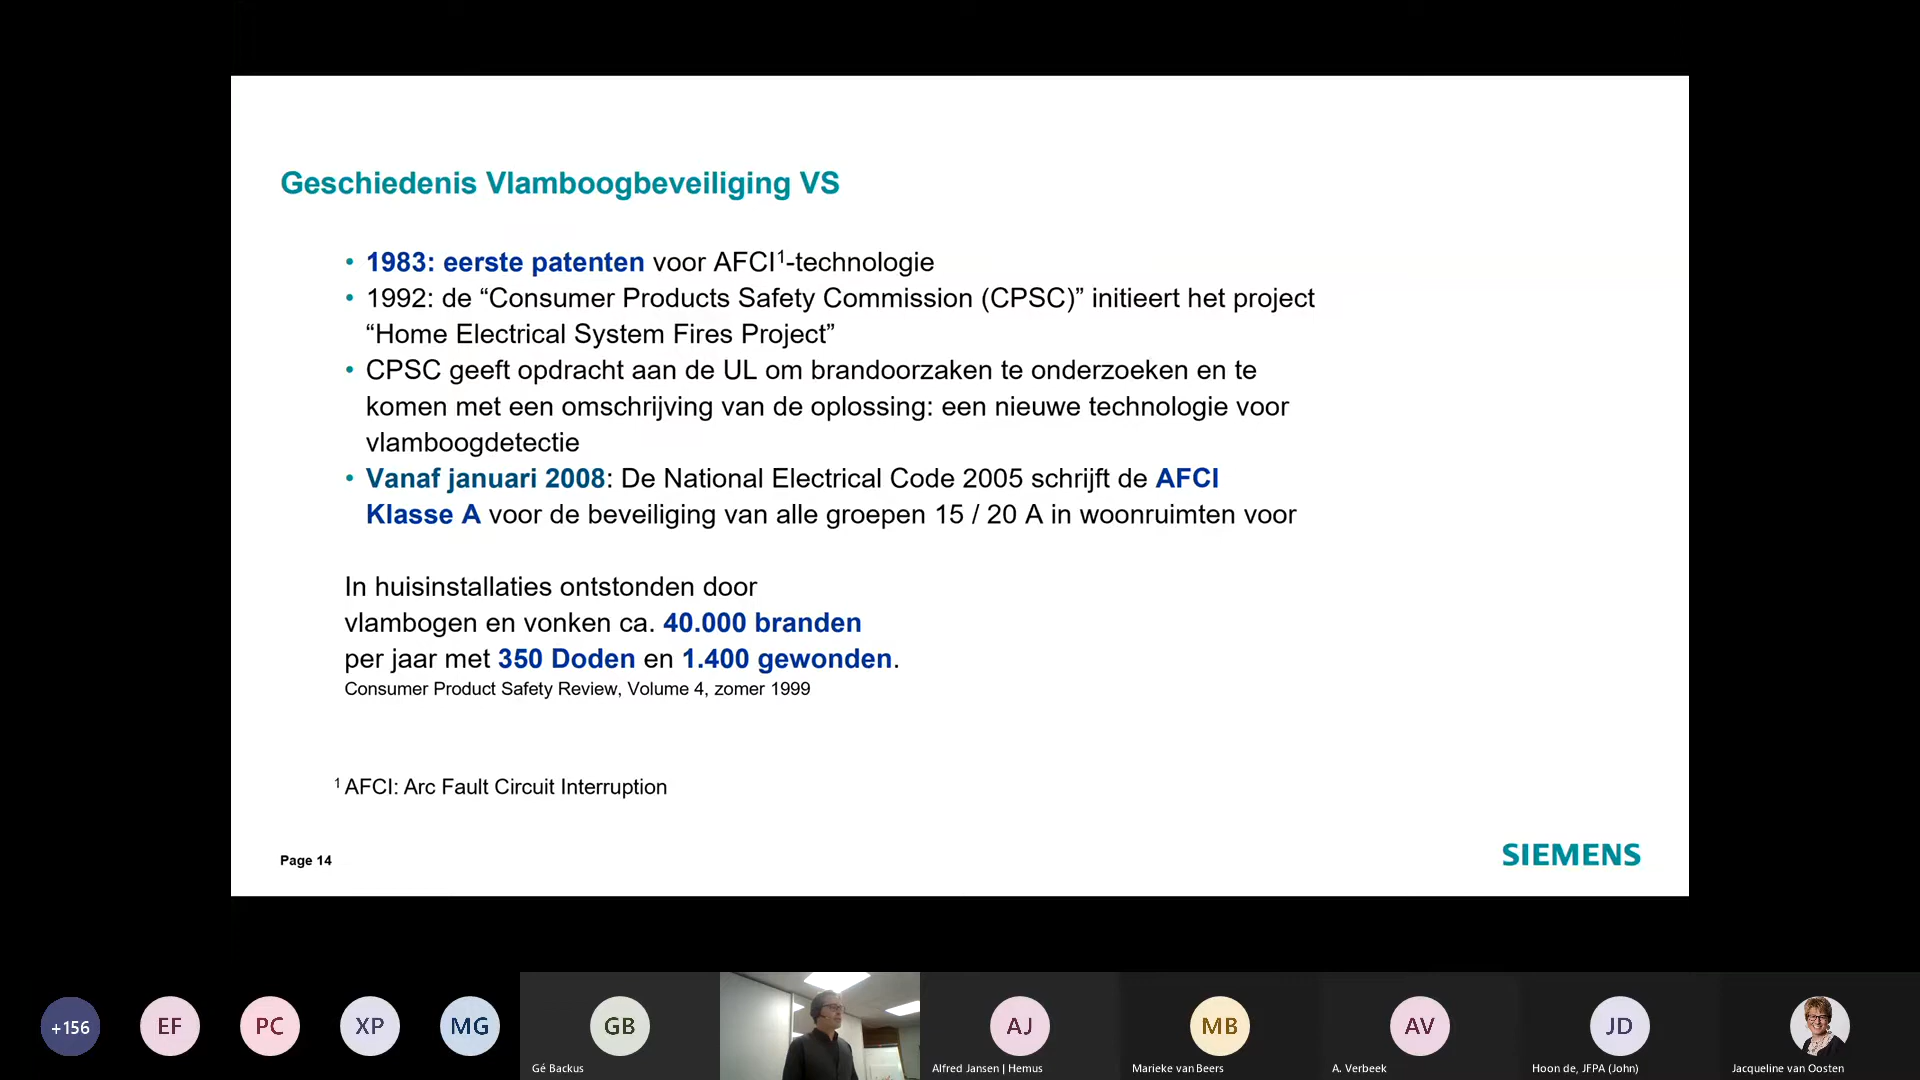 Geschiedenis Vlamboogbeveiliging VS
• 1983: eerste patenten voor AFCI¹-technologie
• 1992: de “Consumer Products Safety Commission (CPSC)” initieert het project
“Home Electrical System Fires Project”
• CPSC geeft opdracht aan de UL om brandoorzaken te onderzoeken en te
komen met een omschrijving van de oplossing: een nieuwe technologie voor
vlamboogdetectie
• Vanaf januari 2008: De National Electrical Code 2005 schrijft de AFCI
Klasse A voor de beveiliging van alle groepen 15 / 20 A in woonruimten voor
In huisinstallaties ontstonden door
vlambogen en vonken ca. 40.000 branden
per jaar met 350 Doden en 1.400 gewonden.
Consumer Product Safety Review, Volume 4, zomer 1999
¹ AFCI: Arc Fault Circuit Interruption
Page 14
SIEMENS
+156
EF
PC
XP
MG
GB
AJ
MB
AV
JD
Gé Backus
Alfred Jansen | Hemus
Marieke van Beers
A. Verbeek
Hoon de, JFPA (John)
Jacqueline van Oosten